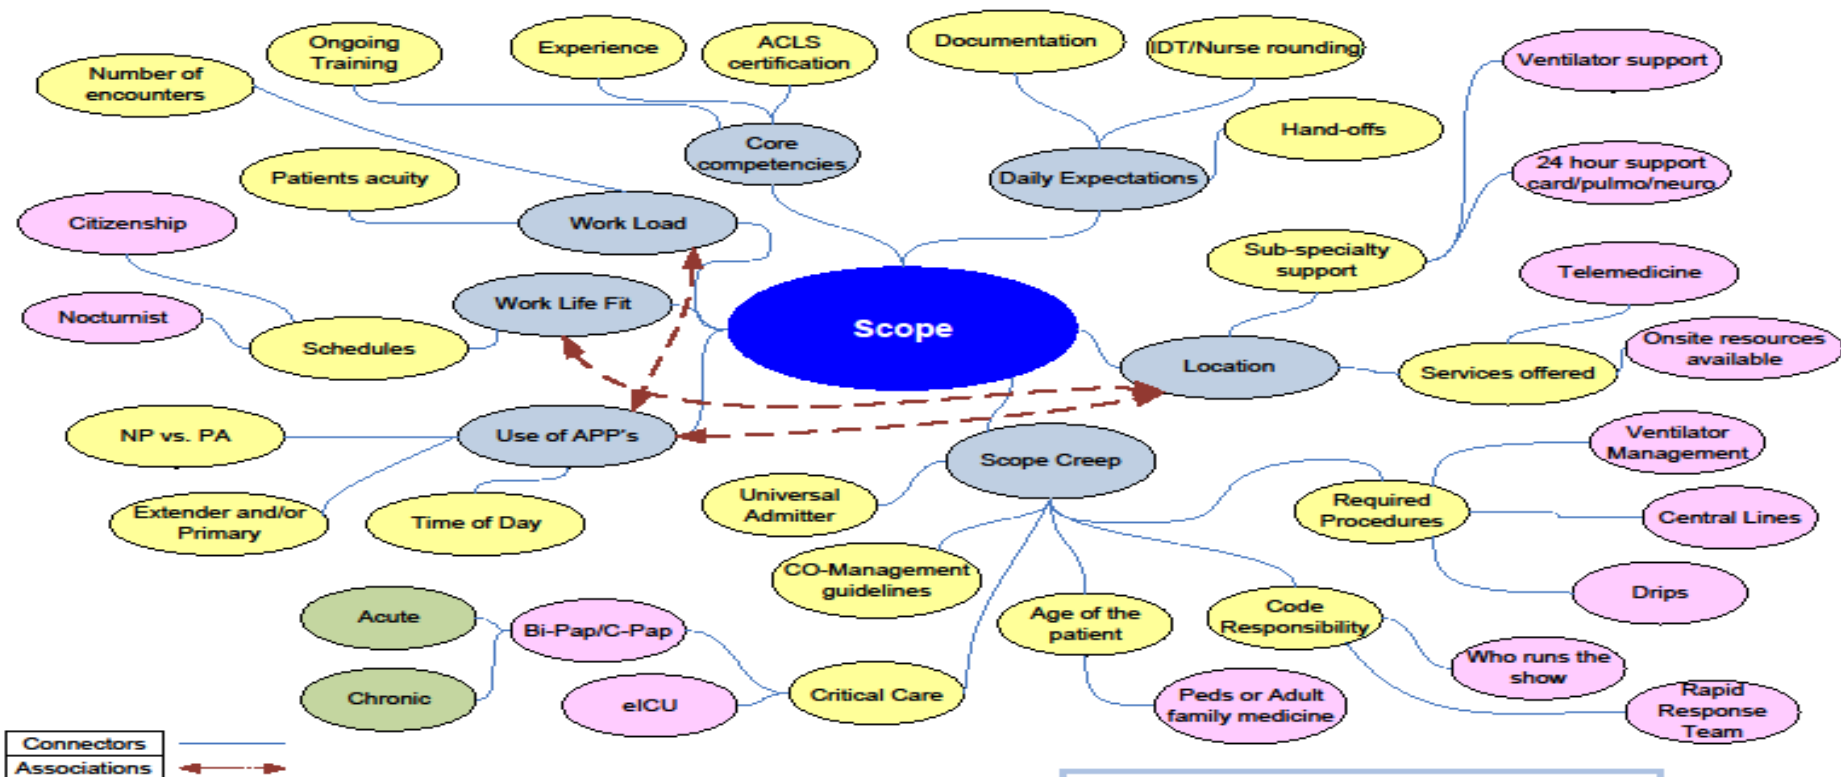 Ongoing
Training
Experience
ACLS
certification
Documentation
IDT/Nurse rounding
Ventilator support
Number of
encounters
Core
competencies
Hand-offs
Patients acuity
Daily Expectations
24 hour support
card/pulmo/neuro
Citizenship
Work Load
Sub-specialty
support
Telemedicine
Nocturnist
Work Life Fit
Schedules
Scope
Location
Services offered
Onsite resources
available
NP vs. PA
Use of APP's
Scope Creep
Ventilator
Management
Extender and/or
Primary
Time of Day
Universal
Admitter
Required
Procedures
Central Lines
CO-Management
guidelines
Drips
Acute
Bi-Pap/C-Pap
Age of the
patient
Code
Responsibility
Who runs the
show
Chronic
eICU
Critical Care
Peds or Adult
family medicine
Rapid
Response
Team
Connectors
Associations